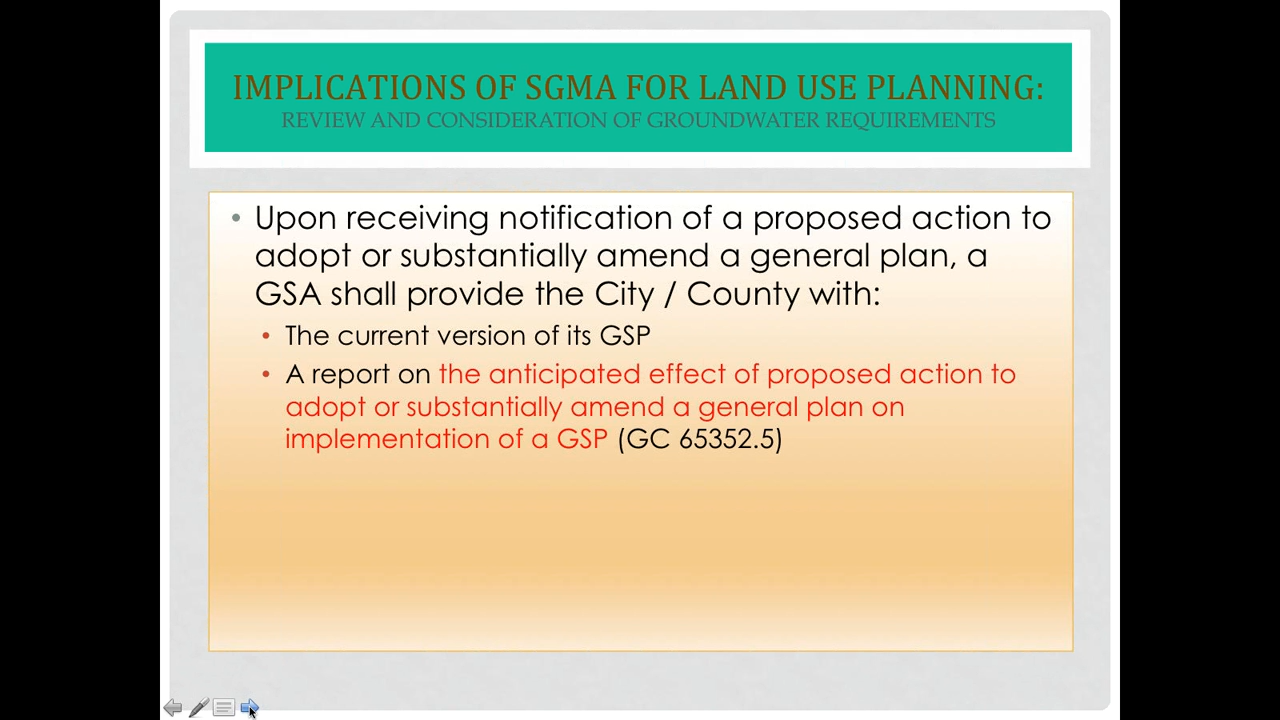 IMPLICATIONS OF SGMA FOR LAND USE PLANNING:
REVIEW AND CONSIDERATION OF GROUNDWATER REQUIREMENTS
• Upon receiving notification of a proposed action to
adopt or substantially amend a general plan, a
GSA shall provide the City / County with:
• The current version of its GSP
• A report on the anticipated effect of proposed action to
adopt or substantially amend a general plan on
implementation of a GSP (GC 65352.5)